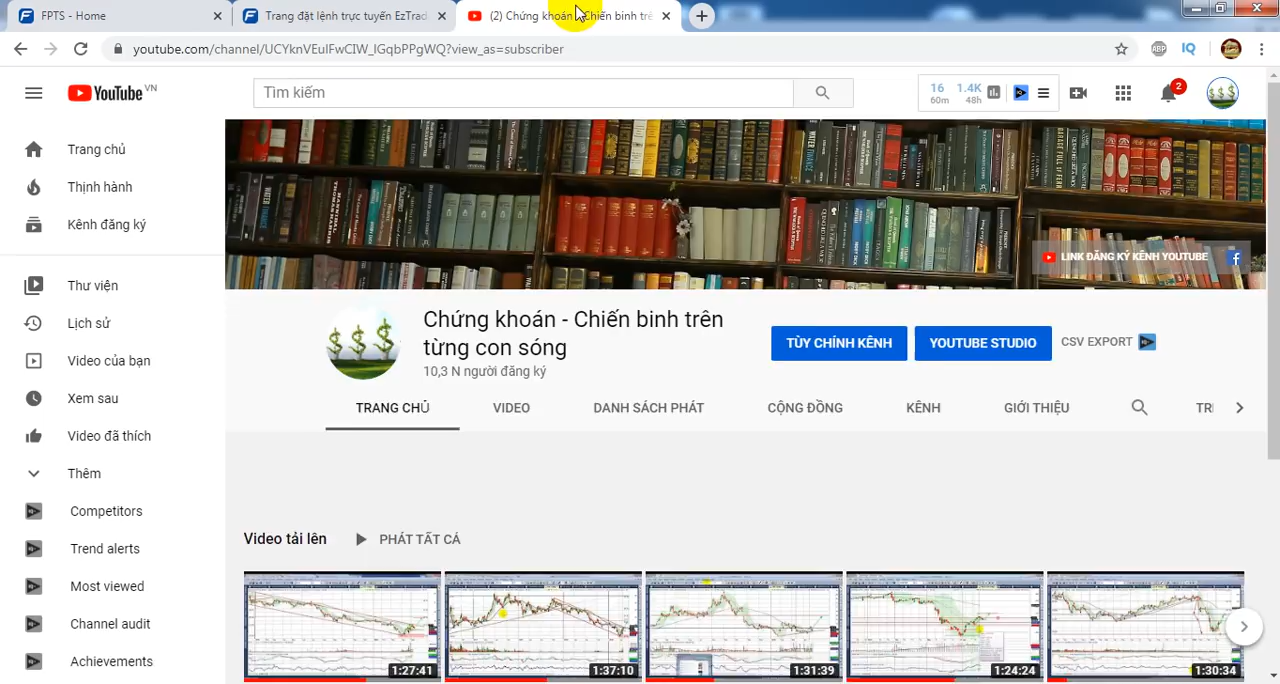 FPTS - Home
Trang đặt lệnh trực tuyến EzTrad
(2) Chứng khoán - Chiến binh trê
youtube.com/channel/UCYknVEuIFwCIW_lGqbPPgWQ?view_as=subscriber
ABP
IQ
YouTube VN
Tìm kiếm
16
60m
1.4K
48h
2
Trang chủ
Thịnh hành
Kênh đăng ký
Thư viện
Lịch sử
Video của bạn
Xem sau
Video đã thích
Thêm
Competitors
Trend alerts
Most viewed
Channel audit
Achievements
LINK ĐĂNG KÝ KÊNH YOUTUBE
Chứng khoán - Chiến binh trên
từng con sóng
10,3 N người đăng ký
TÙY CHỈNH KÊNH
YOUTUBE STUDIO
CSV EXPORT
TRANG CHỦ
VIDEO
DANH SÁCH PHÁT
CỘNG ĐỒNG
KÊNH
GIỚI THIỆU
Video tải lên
PHÁT TẤT CẢ
1:27:41
1:37:10
1:31:39
1:24:24
1:30:34